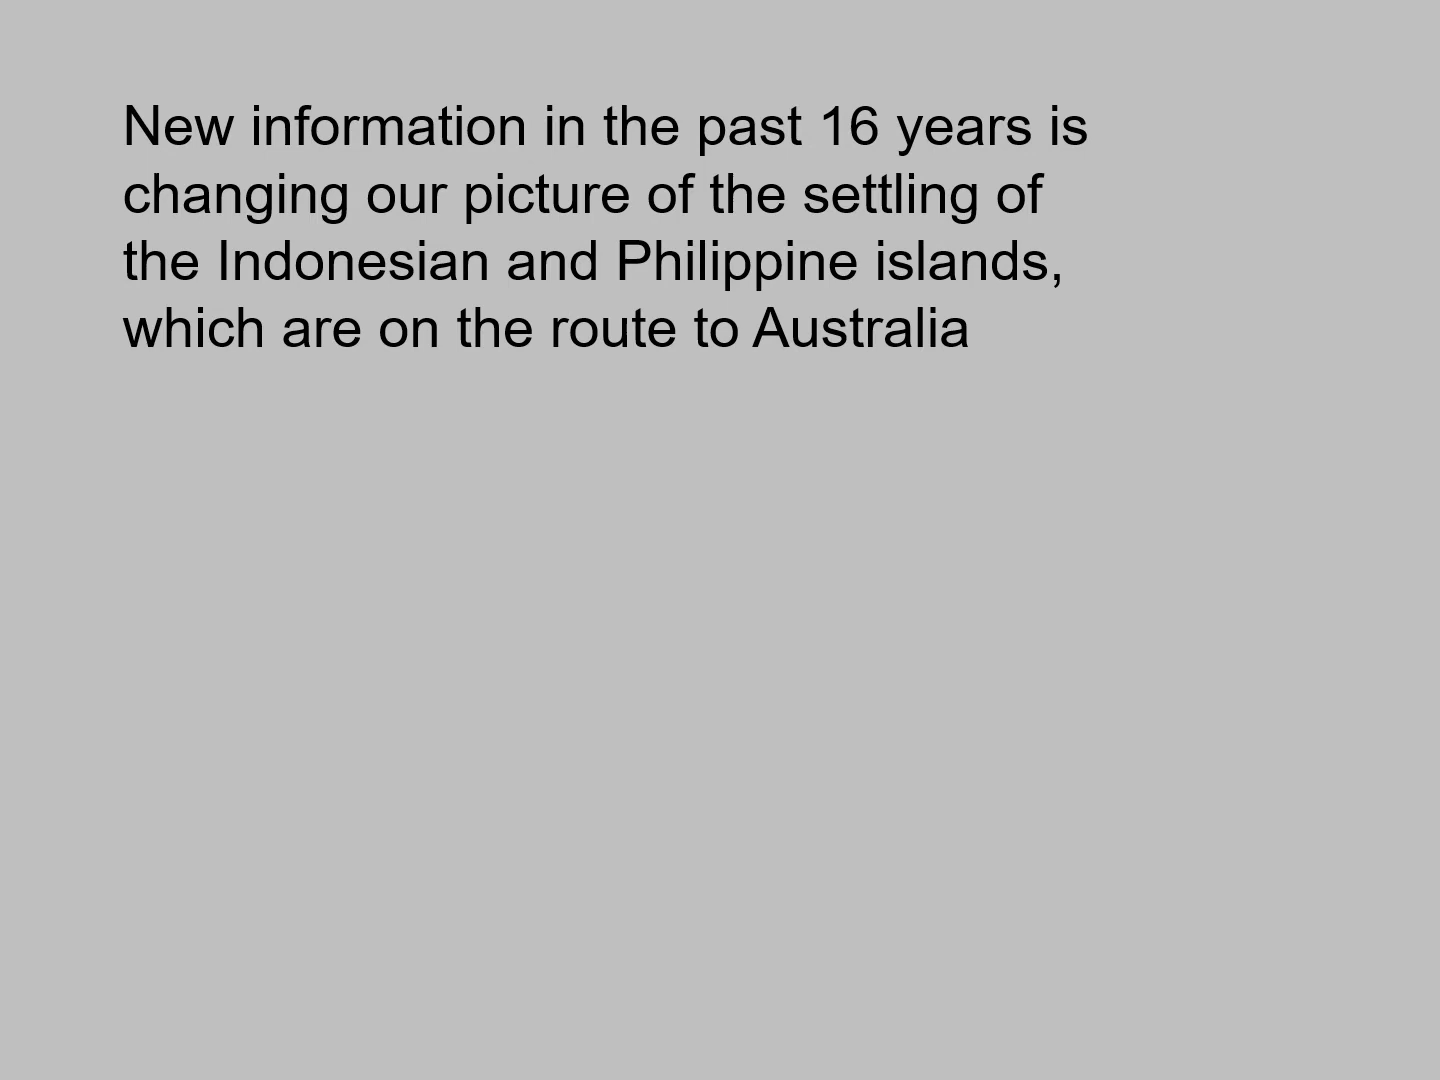 New information in the past 16 years is
changing our picture of the settling of
the Indonesian and Philippine islands,
which are on the route to Australia